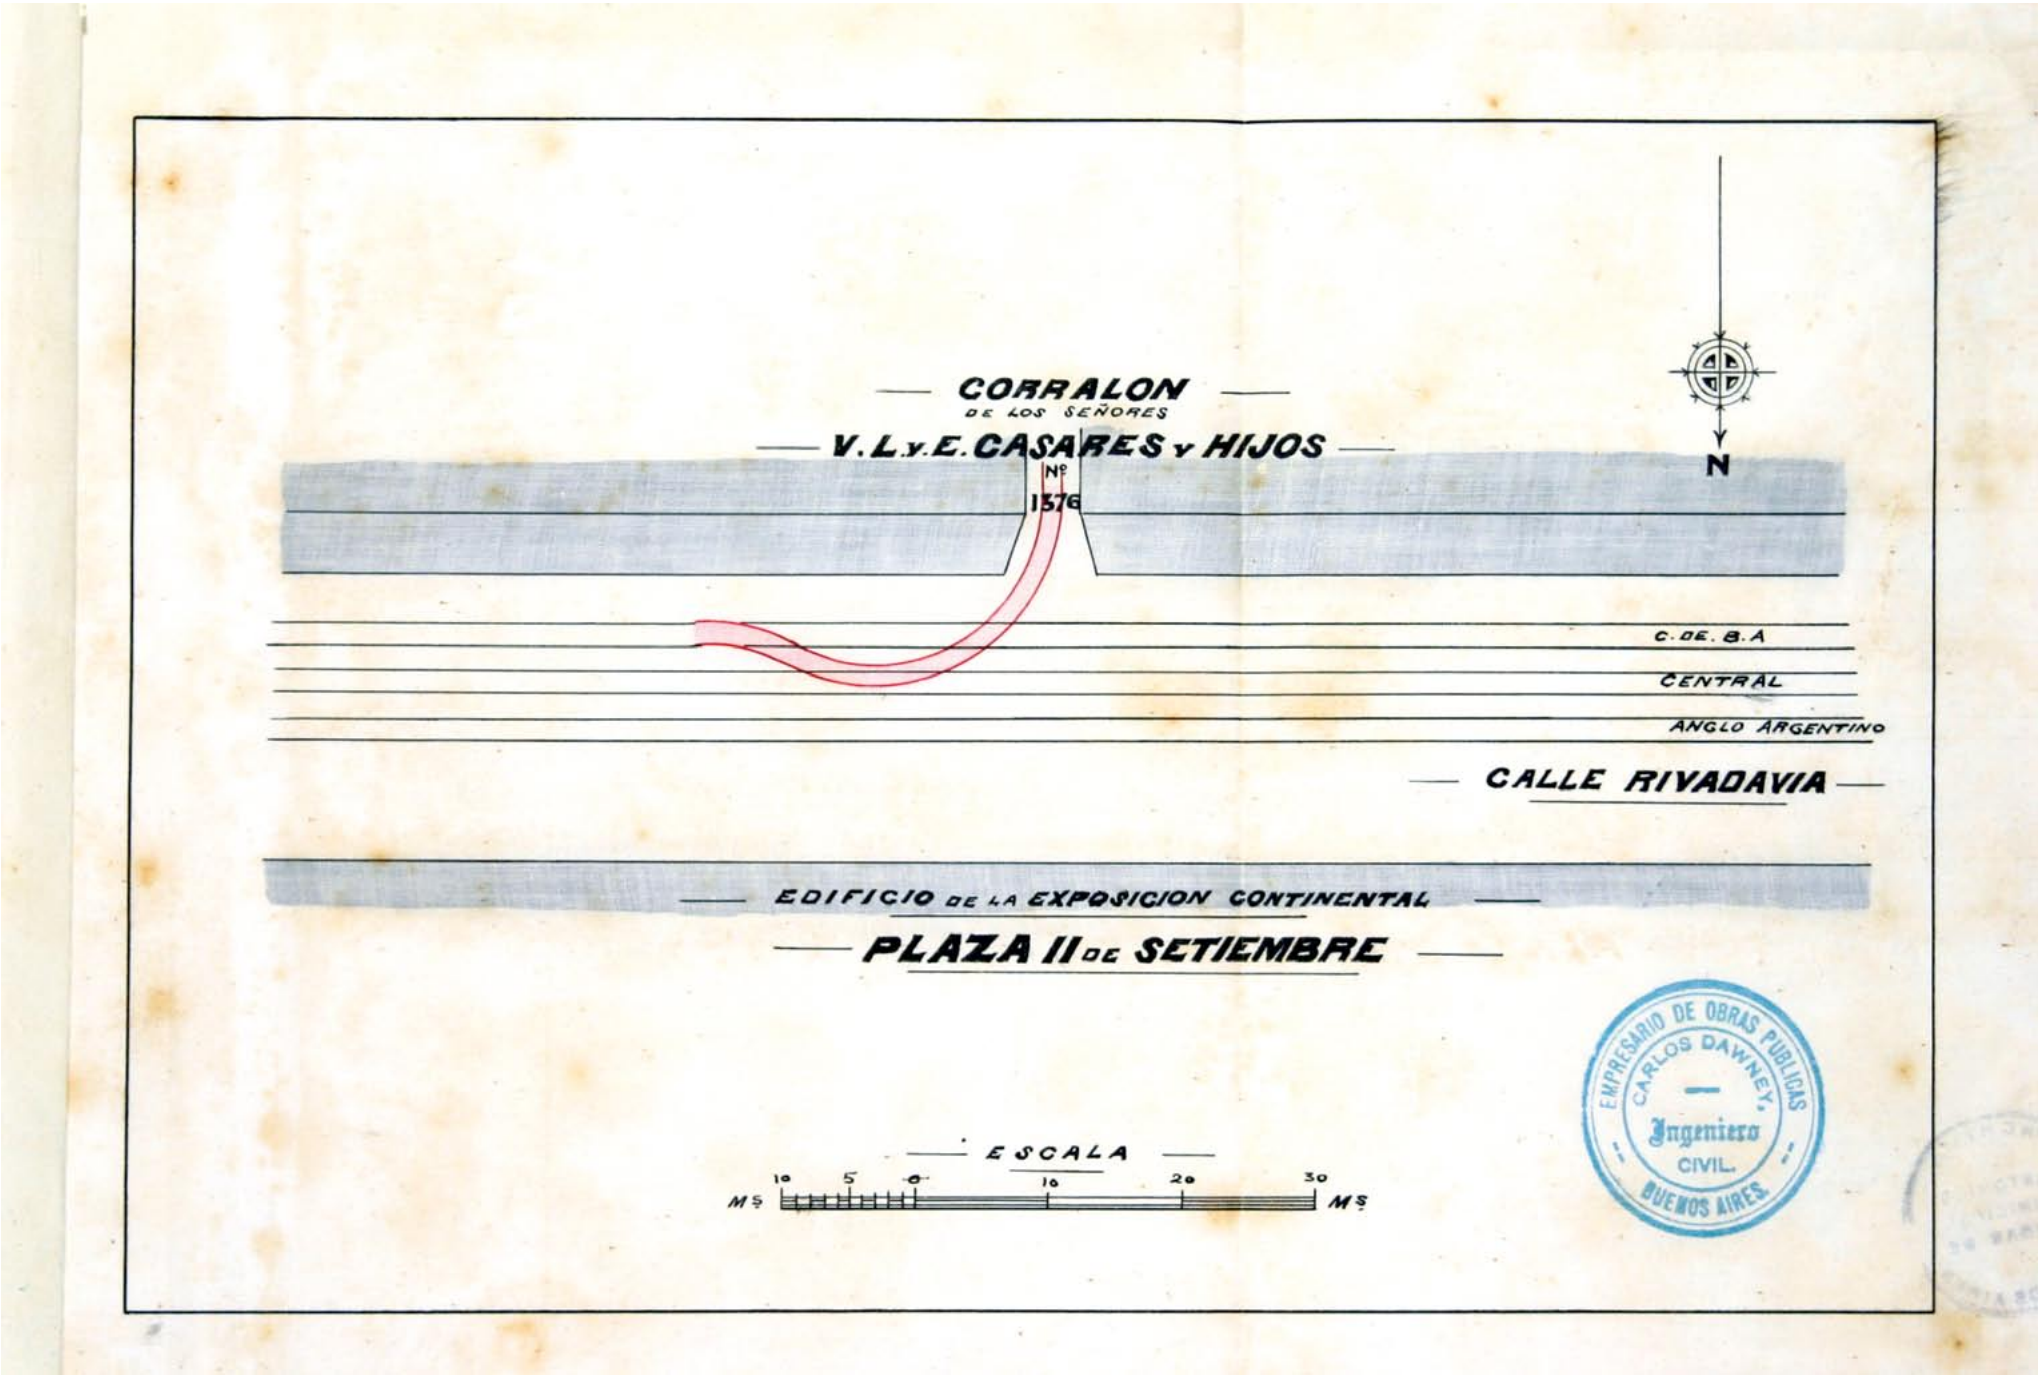 CORRALON
DE LOS SEÑORES
V. L. Y. E. CASARES Y HIJOS
Nº
1376
N
C. DE. B. A
CENTRAL
ANGLO ARGENTINO
CALLE RIVADAVIA
EDIFICIO DE LA EXPOSICION CONTINENTAL
PLAZA 11 DE SETIEMBRE
EMPRESARIO DE OBRAS PUBLICAS
CARLOS DAWNEY,
Ingeniero
CIVIL.
BUENOS AIRES.
ESCALA
10 5 0 10 20 30
Ms Ms